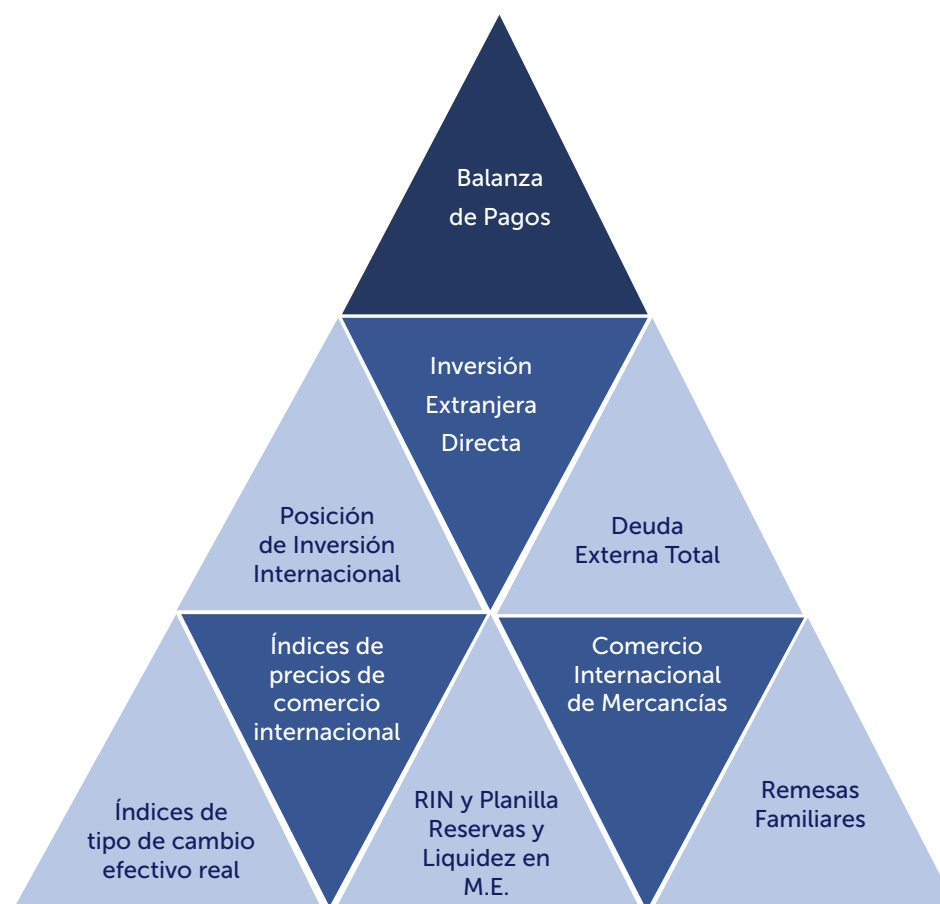 Balanza
de Pagos
Inversión
Extranjera
Directa
Posición
de Inversión
Internacional
Deuda
Externa Total
Índices de
precios de
comercio
internacional
Comercio
Internacional
de Mercancías
Índices de
tipo de cambio
efectivo real
RIN y Planilla
Reservas y
Liquidez en
M.E.
Remesas
Familiares